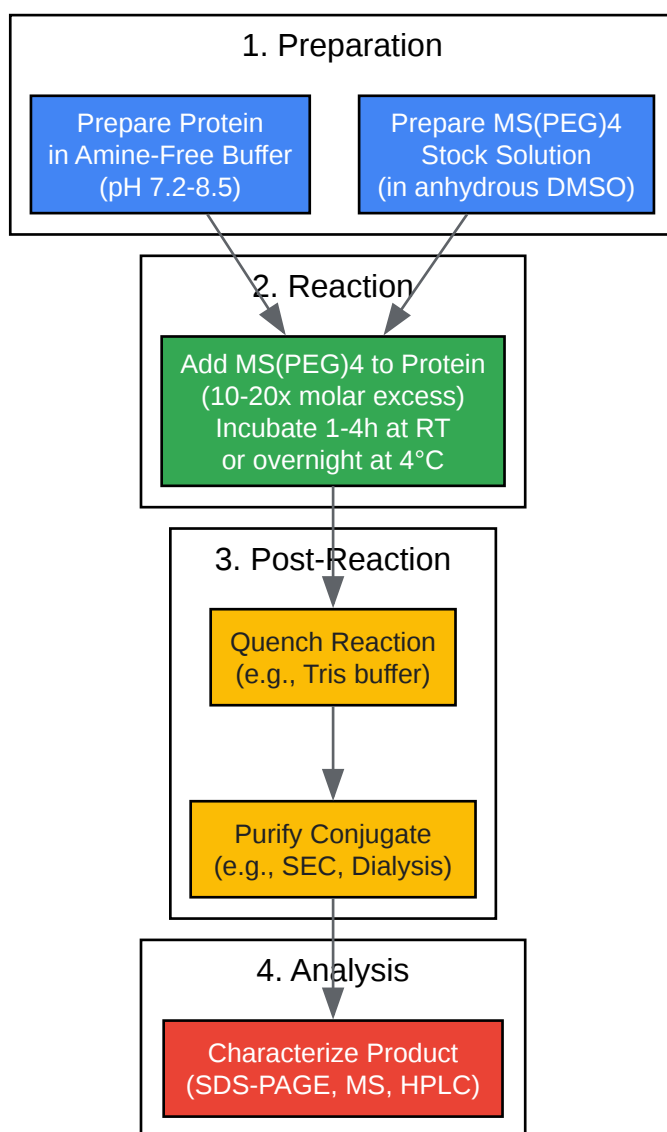 1. Preparation
Prepare Protein
in Amine-Free Buffer
(pH 7.2-8.5)
Prepare MS(PEG)4
Stock Solution
(in anhydrous DMSO)
2. Reaction
Add MS(PEG)4 to Protein
(10-20x molar excess)
Incubate 1-4h at RT
or overnight at 4°C
3. Post-Reaction
Quench Reaction
(e.g., Tris buffer)
Purify Conjugate
(e.g., SEC, Dialysis)
4. Analysis
Characterize Product
(SDS-PAGE, MS, HPLC)